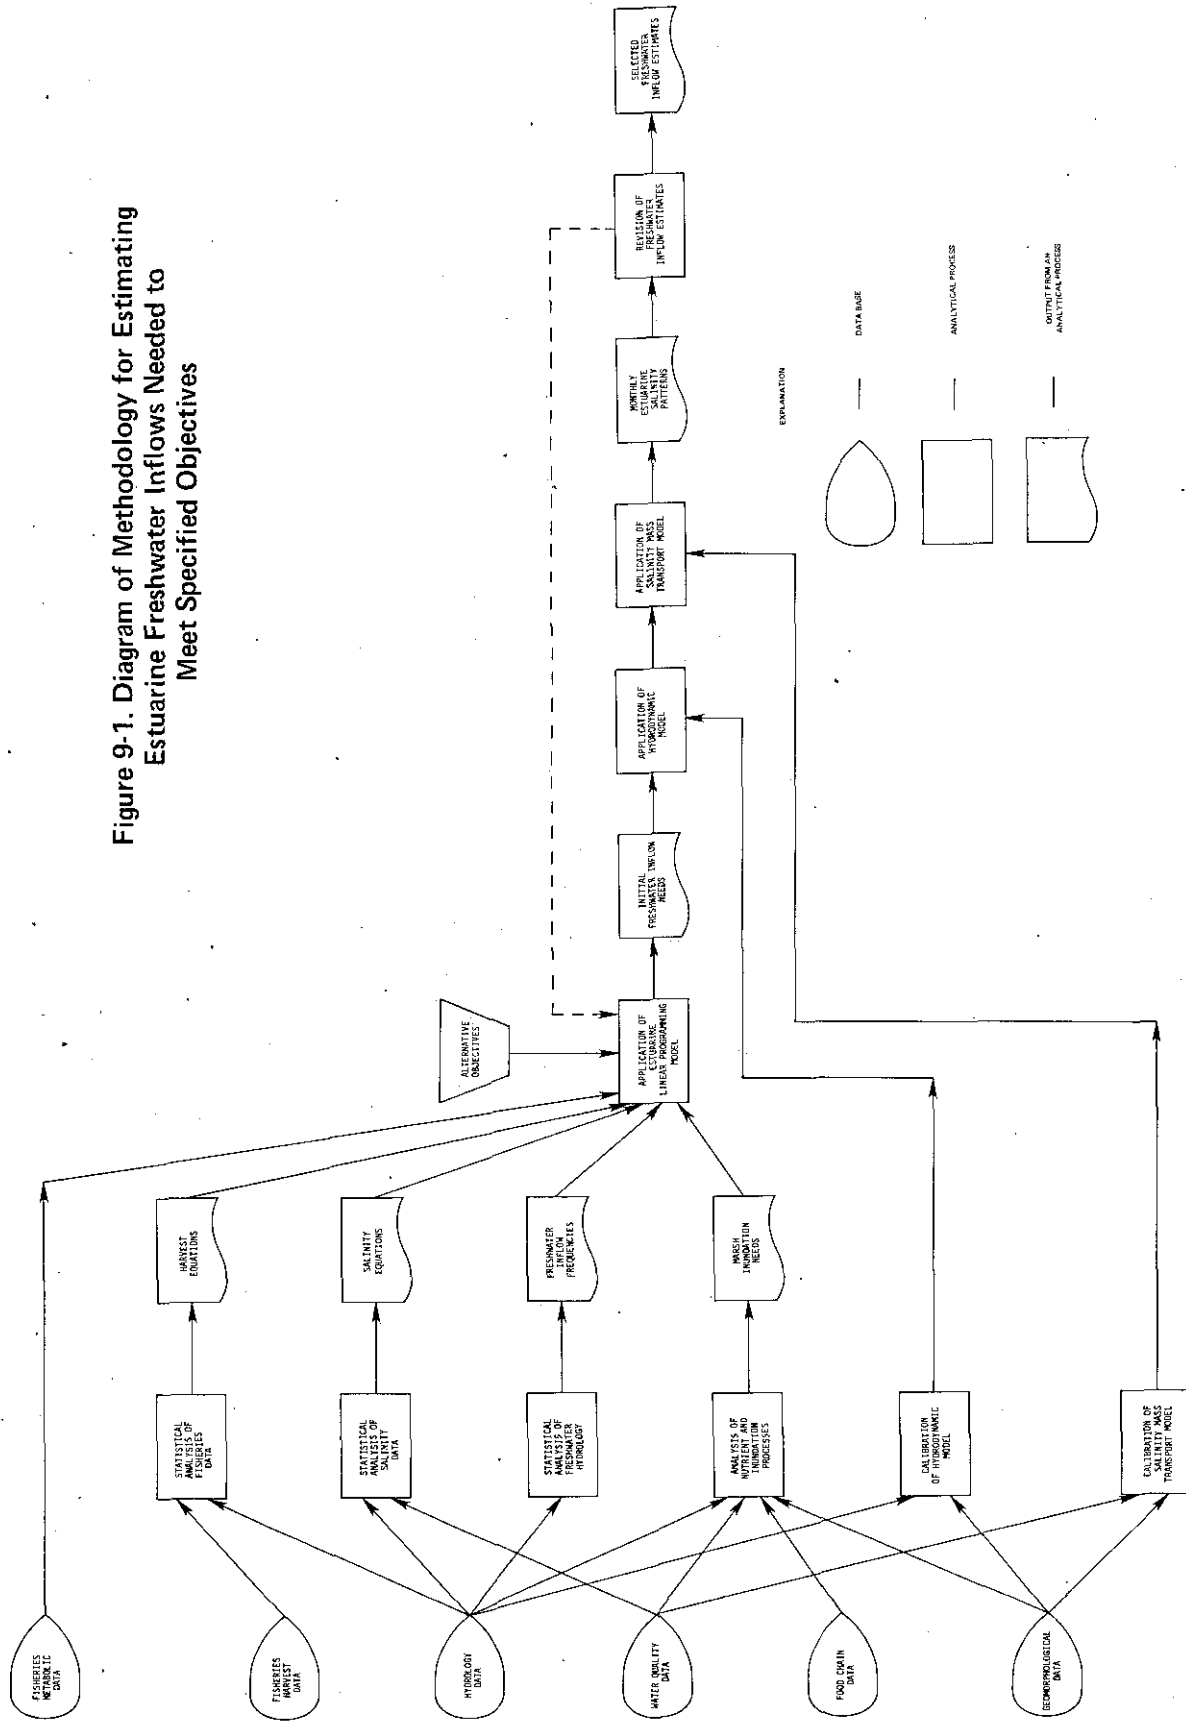 Figure 9-1. Diagram of Methodology for Estimating
Estuarine Freshwater Inflows Needed to
Meet Specified Objectives
FISHERIES
METABOLIC
DATA
FISHERIES
HARVEST
DATA
HYDROLOGY
DATA
WATER QUALITY
DATA
FOOD CHAIN
DATA
GEOMORPHOLOGICAL
DATA
STATISTICAL
ANALYSIS OF
FISHERIES
DATA
STATISTICAL
ANALYSIS OF
SALINITY
DATA
STATISTICAL
ANALYSIS OF
FRESHWATER
HYDROLOGY
ANALYSIS OF
NUTRIENT AND
INUNDATION
PROCESSES
CALIBRATION
OF HYDRODYNAMIC
MODEL
CALIBRATION OF
SALINITY MASS
TRANSPORT MODEL
HARVEST
EQUATIONS
SALINITY
EQUATIONS
FRESHWATER
INFLOW
FREQUENCIES
MARSH
INUNDATION
NEEDS
ALTERNATIVE
OBJECTIVES
APPLICATION OF
ESTUARINE
LINEAR PROGRAMMING
MODEL
INITIAL
FRESHWATER INFLOW
NEEDS
APPLICATION OF
HYDRODYNAMIC
MODEL
APPLICATION OF
SALINITY MASS
TRANSPORT MODEL
MONTHLY
ESTUARINE
SALINITY
PATTERNS
REVISION OF
FRESHWATER
INFLOW ESTIMATES
SELECTED
FRESHWATER
INFLOW ESTIMATES
EXPLANATION
DATA BASE
ANALYTICAL PROCESS
OUTPUT FROM AN
ANALYTICAL PROCESS